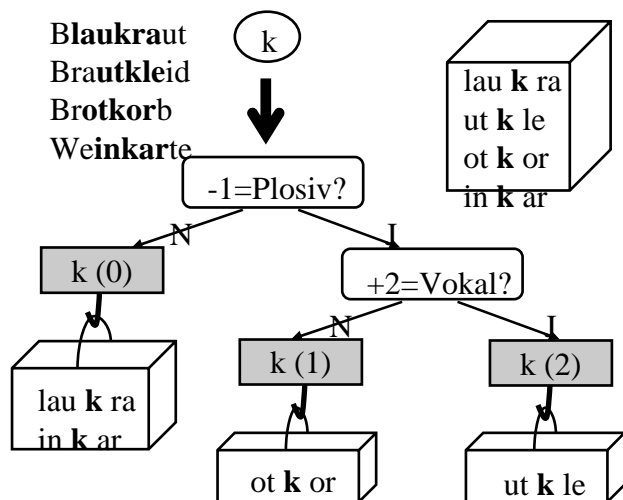 Blaukraut
Brautkleid
Brotkorb
Weinkarte
k
lau k ra
ut k le
ot k or
in k ar
-1=Plosiv?
N
J
k (0)
+2=Vokal?
N
J
k (1)
k (2)
lau k ra
in k ar
ot k or
ut k le